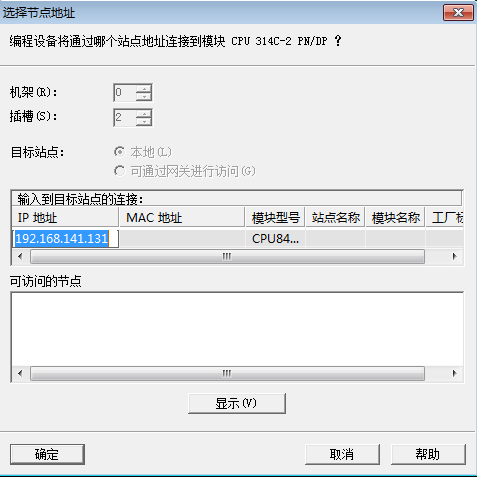 选择节点地址
编程设备将通过哪个站点地址连接到模块 CPU 314C-2 PN/DP ？
机架(R): 0
插槽(S): 2
目标站点: 本地(L)
可通过网关进行访问(G)
输入到目标站点的连接:
IP 地址 MAC 地址 模块型号 站点名称 模块名称 工厂标
192.168.141.131 CPU84...
可访问的节点
显示(V)
确定 取消 帮助